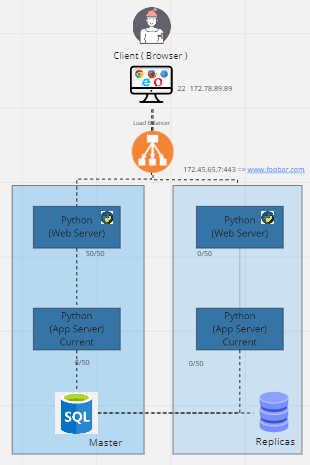 Client ( Browser )
22 172.78.89.89
Load Balancer
172.45.65.7:443 => www.foobar.com
Python
(Web Server)
Python
(Web Server)
50/50
0/50
Python
(App Server)
Current
Python
(App Server)
Current
0/50
0/50
SQL
Master
Replicas